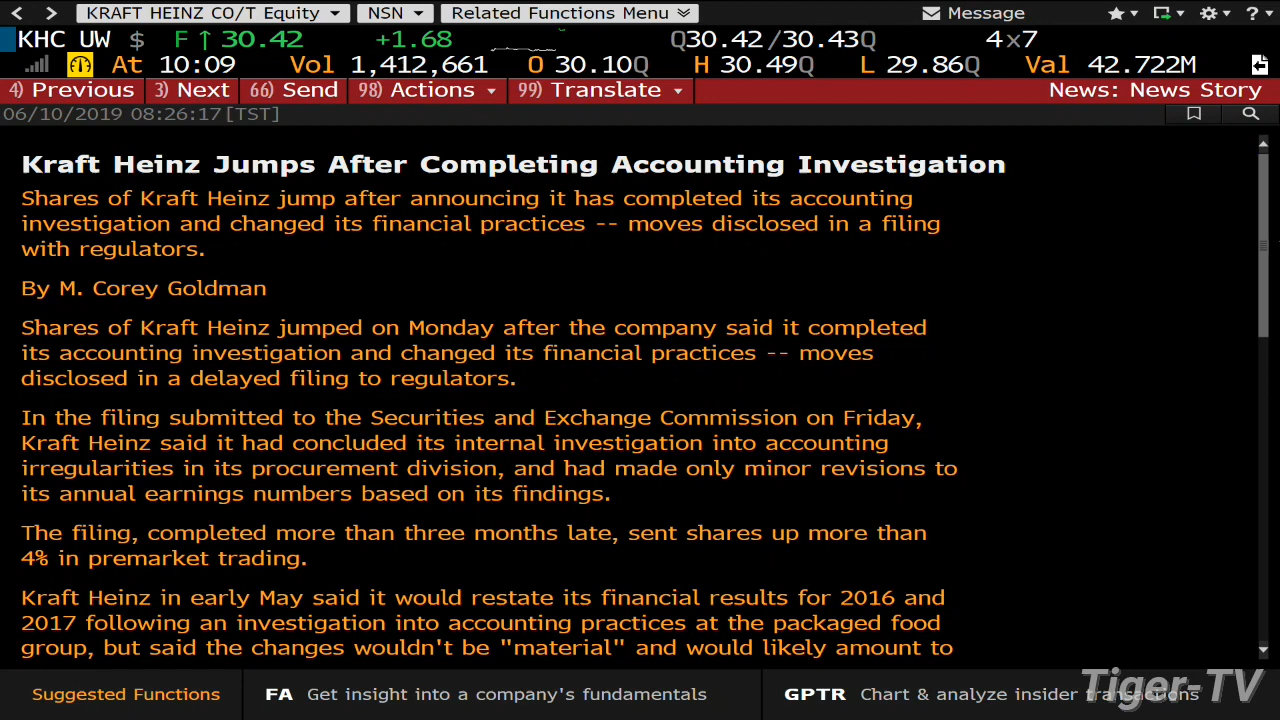 KRAFT HEINZ CO/T Equity NSN Related Functions Menu Message ?
KHC UW $ F ↑ 30.42 +1.68 Q30.42/30.43Q 4x7
At 10:09 Vol 1,412,661 O 30.10Q H 30.49Q L 29.86Q Val 42.722M
4) Previous 3) Next 66) Send 98) Actions 99) Translate News: News Story
06/10/2019 08:26:17 [TST]
Kraft Heinz Jumps After Completing Accounting Investigation
Shares of Kraft Heinz jump after announcing it has completed its accounting
investigation and changed its financial practices -- moves disclosed in a filing
with regulators.
By M. Corey Goldman
Shares of Kraft Heinz jumped on Monday after the company said it completed
its accounting investigation and changed its financial practices -- moves
disclosed in a delayed filing to regulators.
In the filing submitted to the Securities and Exchange Commission on Friday,
Kraft Heinz said it had concluded its internal investigation into accounting
irregularities in its procurement division, and had made only minor revisions to
its annual earnings numbers based on its findings.
The filing, completed more than three months late, sent shares up more than
4% in premarket trading.
Kraft Heinz in early May said it would restate its financial results for 2016 and
2017 following an investigation into accounting practices at the packaged food
group, but said the changes wouldn't be "material" and would likely amount to
Suggested Functions FA Get insight into a company's fundamentals GPTR Chart & analyze insider transactions
Tiger-TV